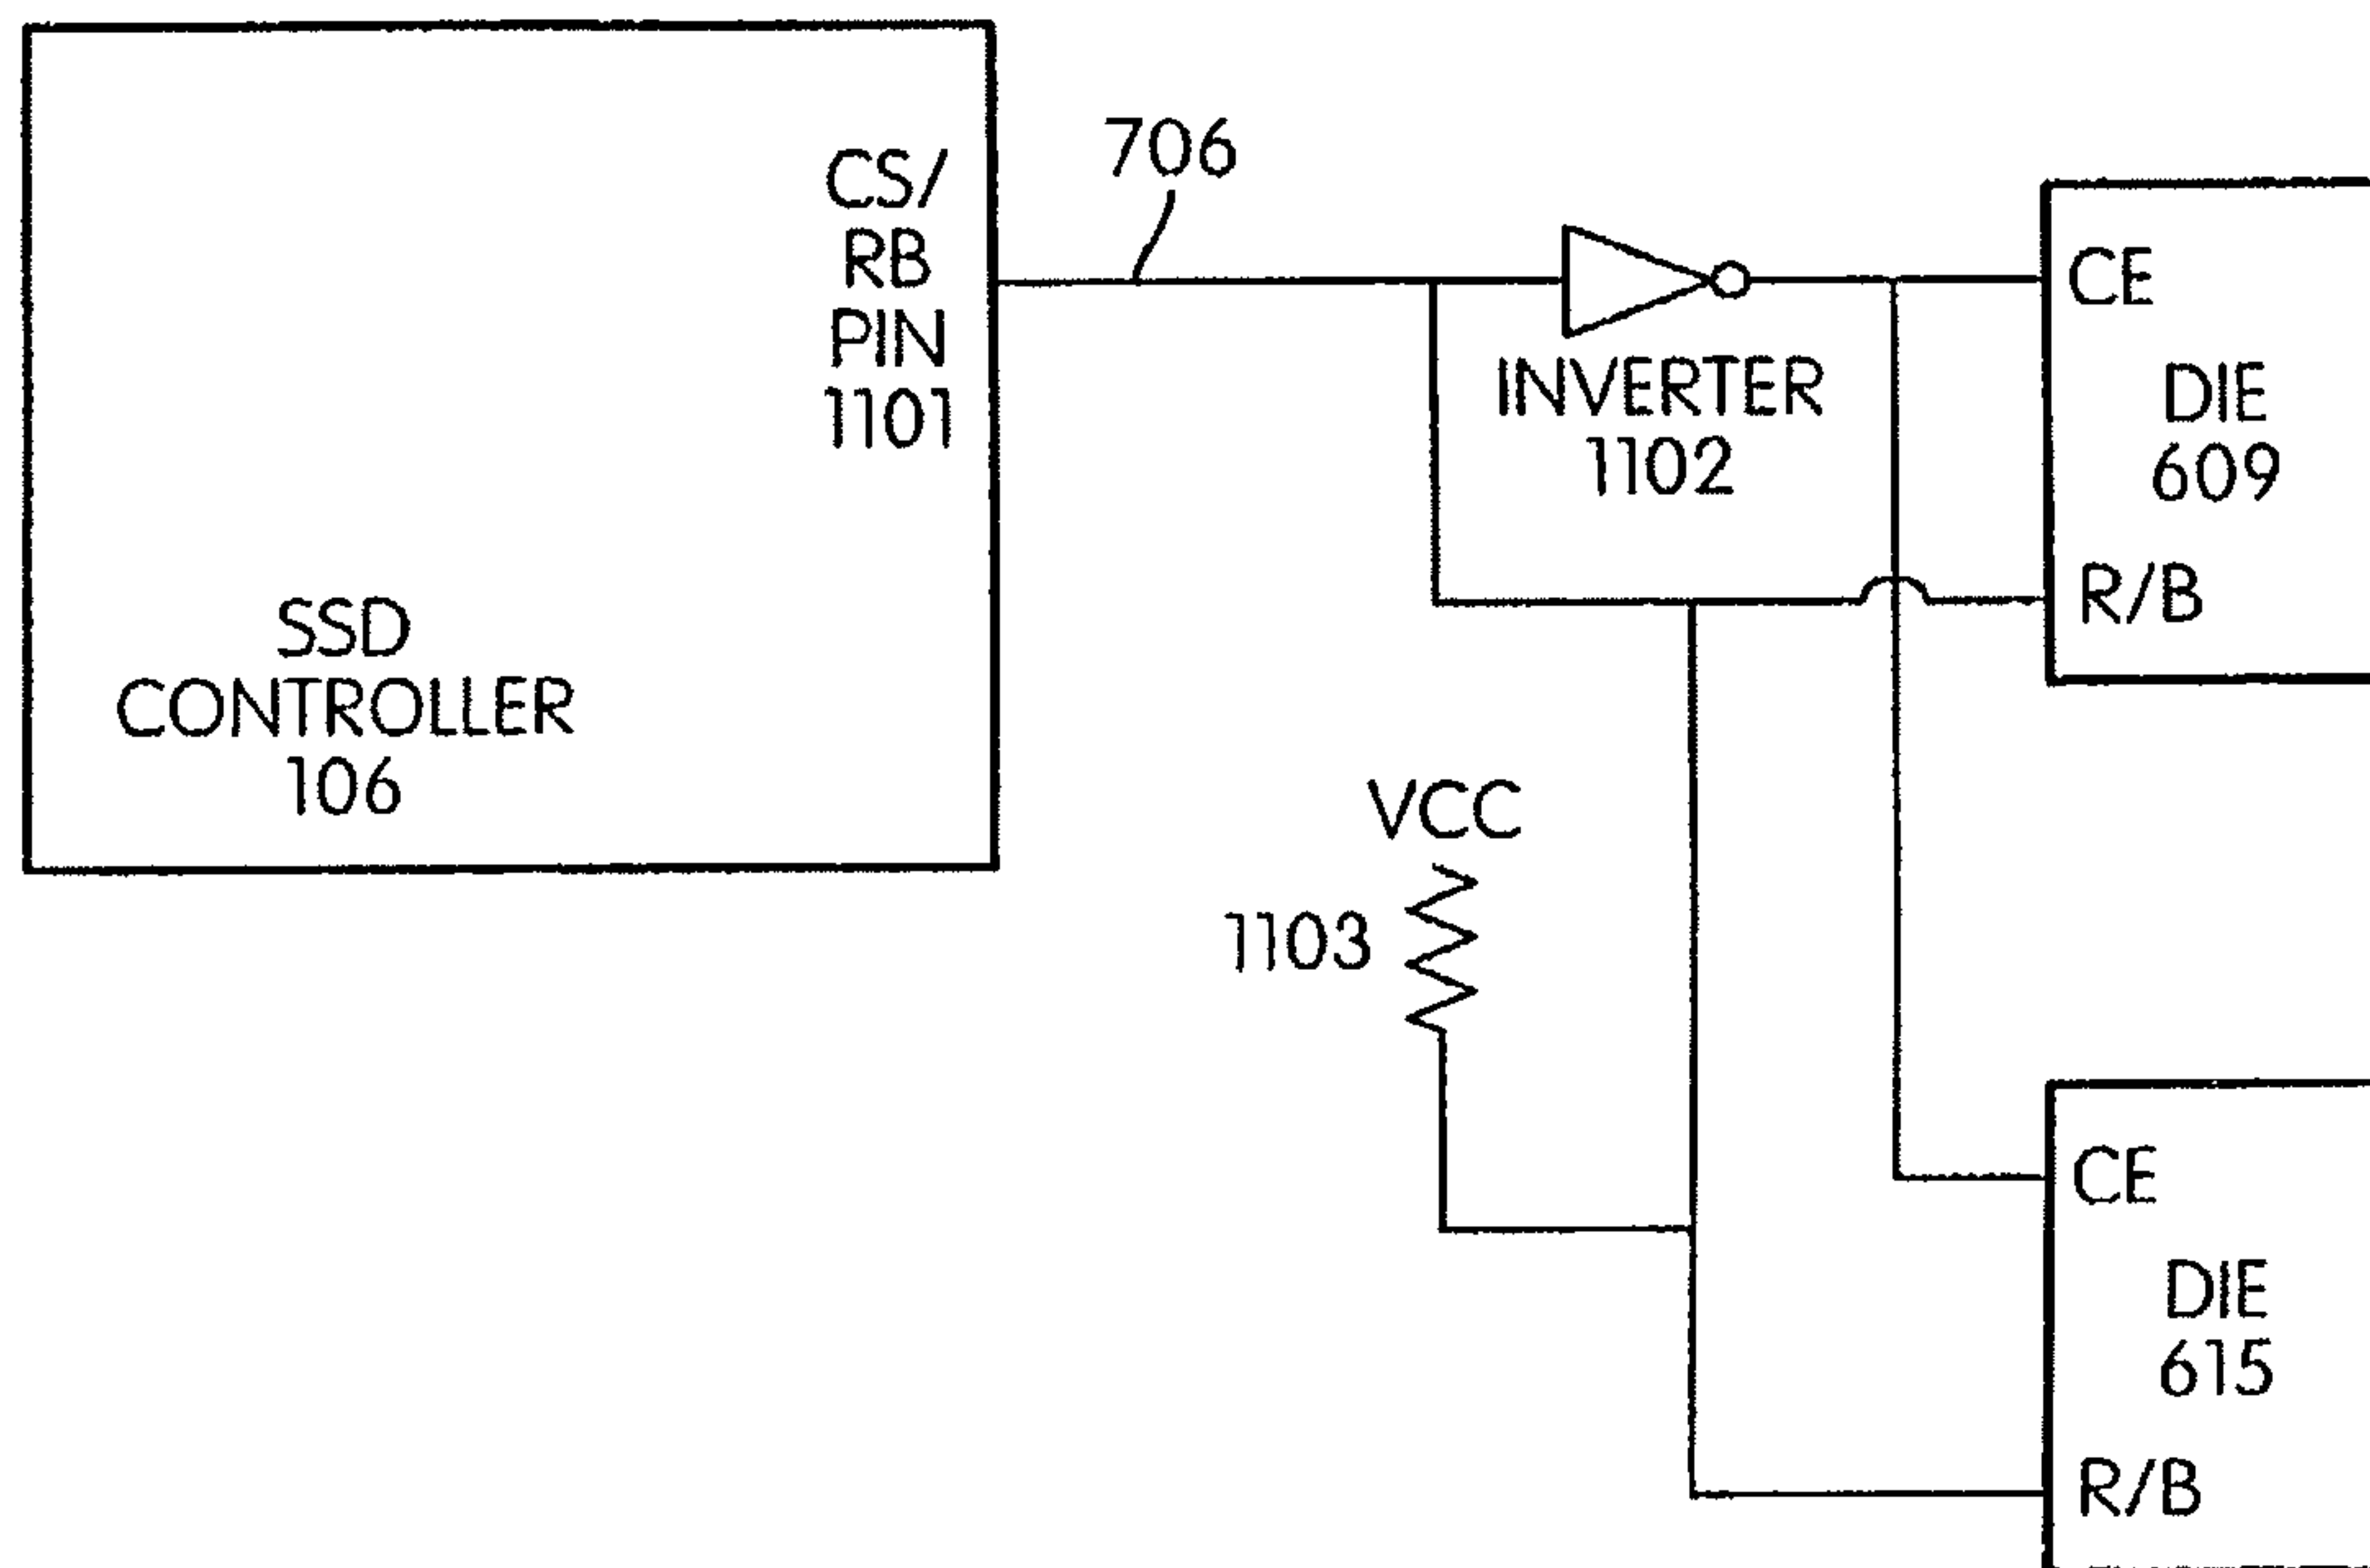 CS/
RB
PIN
1101
SSD
CONTROLLER
106
706
INVERTER
1102
VCC
1103
CE
DIE
609
R/B
CE
DIE
615
R/B